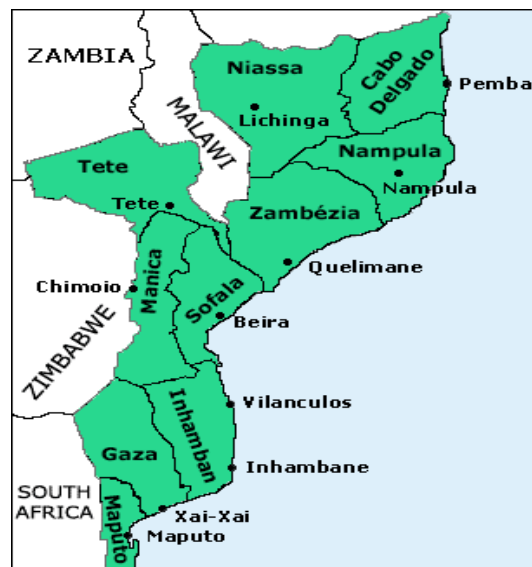 ZAMBIA
Niassa
Cabo
Delgado
Pemba
Lichinga
MALAWI
Nampula
Tete
Nampula
Tete
Zambézia
Manica
Quelimane
Chimoio
Sofala
Beira
ZIMBABWE
Vilanculos
Inhamban
Gaza
Inhambane
SOUTH
AFRICA
Xai-Xai
Maputo
Maputo